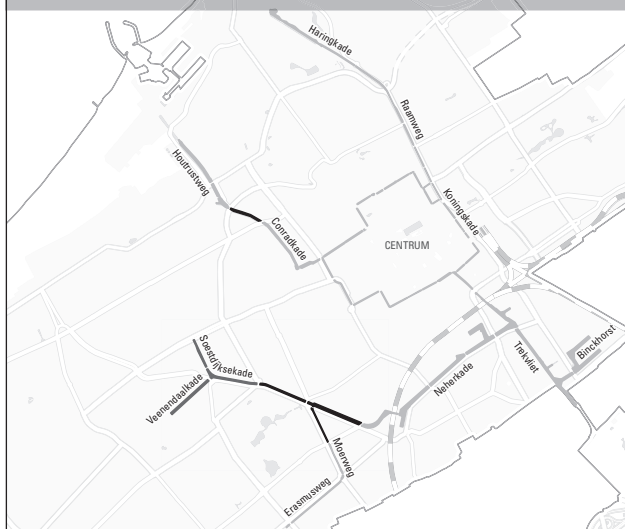 Haringkade
Raamweg
Houtrustweg
Koningskade
Conradkade
CENTRUM
Soestdijksekade
Binckhorst
Trekvliet
Veenendaalkade
Neherkade
Moerweg
Erasmusweg